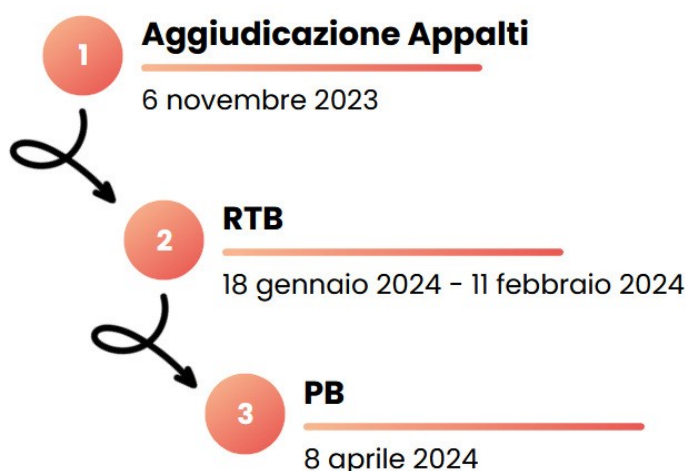 1
Aggiudicazione Appalti
6 novembre 2023
2
RTB
18 gennaio 2024 - 11 febbraio 2024
3
PB
8 aprile 2024